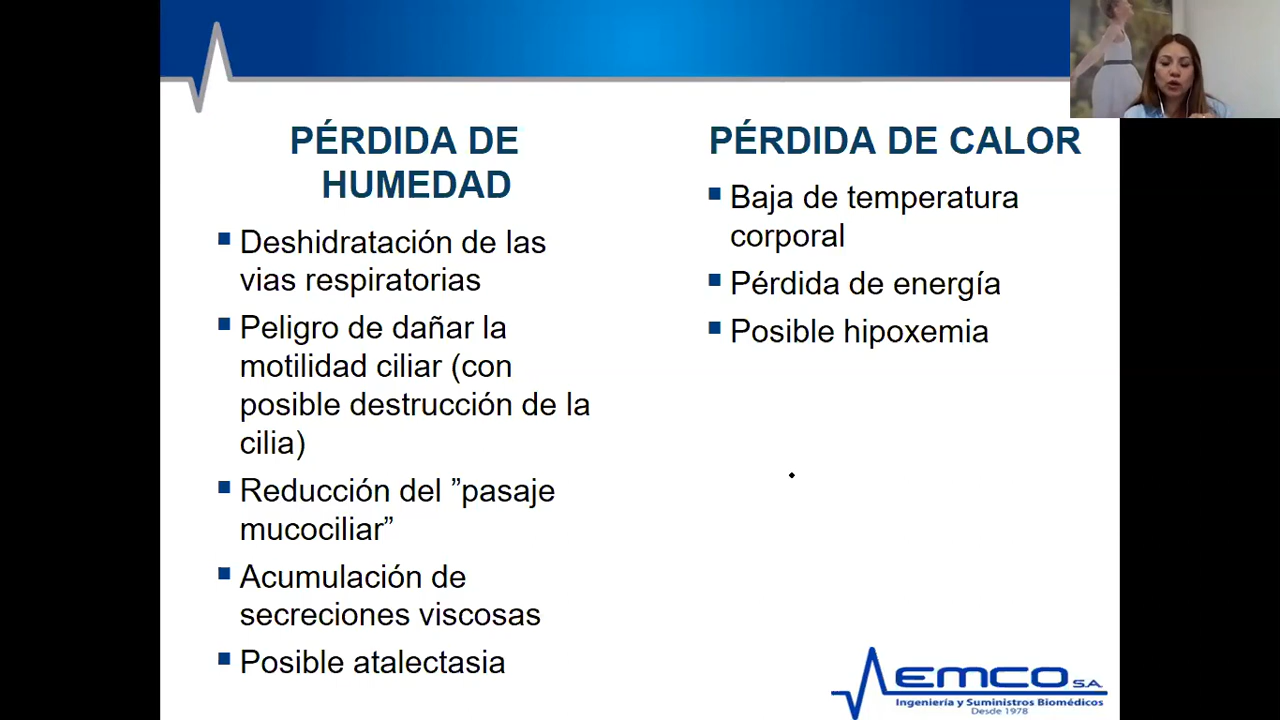 PÉRDIDA DE
HUMEDAD
Deshidratación de las
vias respiratorias
Peligro de dañar la
motilidad ciliar (con
posible destrucción de la
cilia)
Reducción del ”pasaje
mucociliar”
Acumulación de
secreciones viscosas
Posible atalectasia
PÉRDIDA DE CALOR
Baja de temperatura
corporal
Pérdida de energía
Posible hipoxemia
EMCO S.A.
Ingeniería y Suministros Biomédicos
Desde 1978